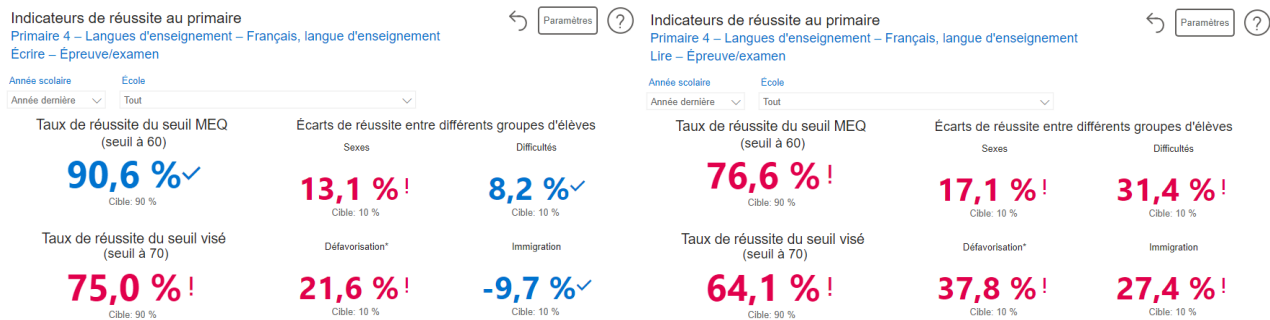 Indicateurs de réussite au primaire
Primaire 4 – Langues d'enseignement – Français, langue d'enseignement
Écrire – Épreuve/examen
Paramètres
?
Année scolaire
École
Année dernière
Tout
Taux de réussite du seuil MEQ
(seuil à 60)
90,6 %
Cible: 90 %
Écarts de réussite entre différents groupes d'élèves
Sexes
Difficultés
13,1 % !
8,2 %
Cible: 10 %
Cible: 10 %
Taux de réussite du seuil visé
(seuil à 70)
75,0 % !
Cible: 90 %
Défavorisation*
Immigration
21,6 % !
-9,7 %
Cible: 10 %
Cible: 10 %
Indicateurs de réussite au primaire
Primaire 4 – Langues d'enseignement – Français, langue d'enseignement
Lire – Épreuve/examen
Paramètres
?
Année scolaire
École
Année dernière
Tout
Taux de réussite du seuil MEQ
(seuil à 60)
76,6 % !
Cible: 90 %
Écarts de réussite entre différents groupes d'élèves
Sexes
Difficultés
17,1 % !
31,4 % !
Cible: 10 %
Cible: 10 %
Taux de réussite du seuil visé
(seuil à 70)
64,1 % !
Cible: 90 %
Défavorisation*
Immigration
37,8 % !
27,4 % !
Cible: 10 %
Cible: 10 %